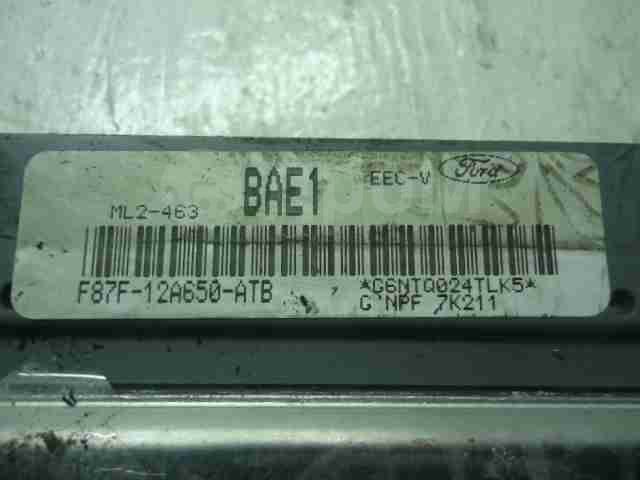 BAE1 EEC-V Ford
ML2-463
F87F-12A650-ATB *G6NTQ024TLK5*
G NPF 7K211